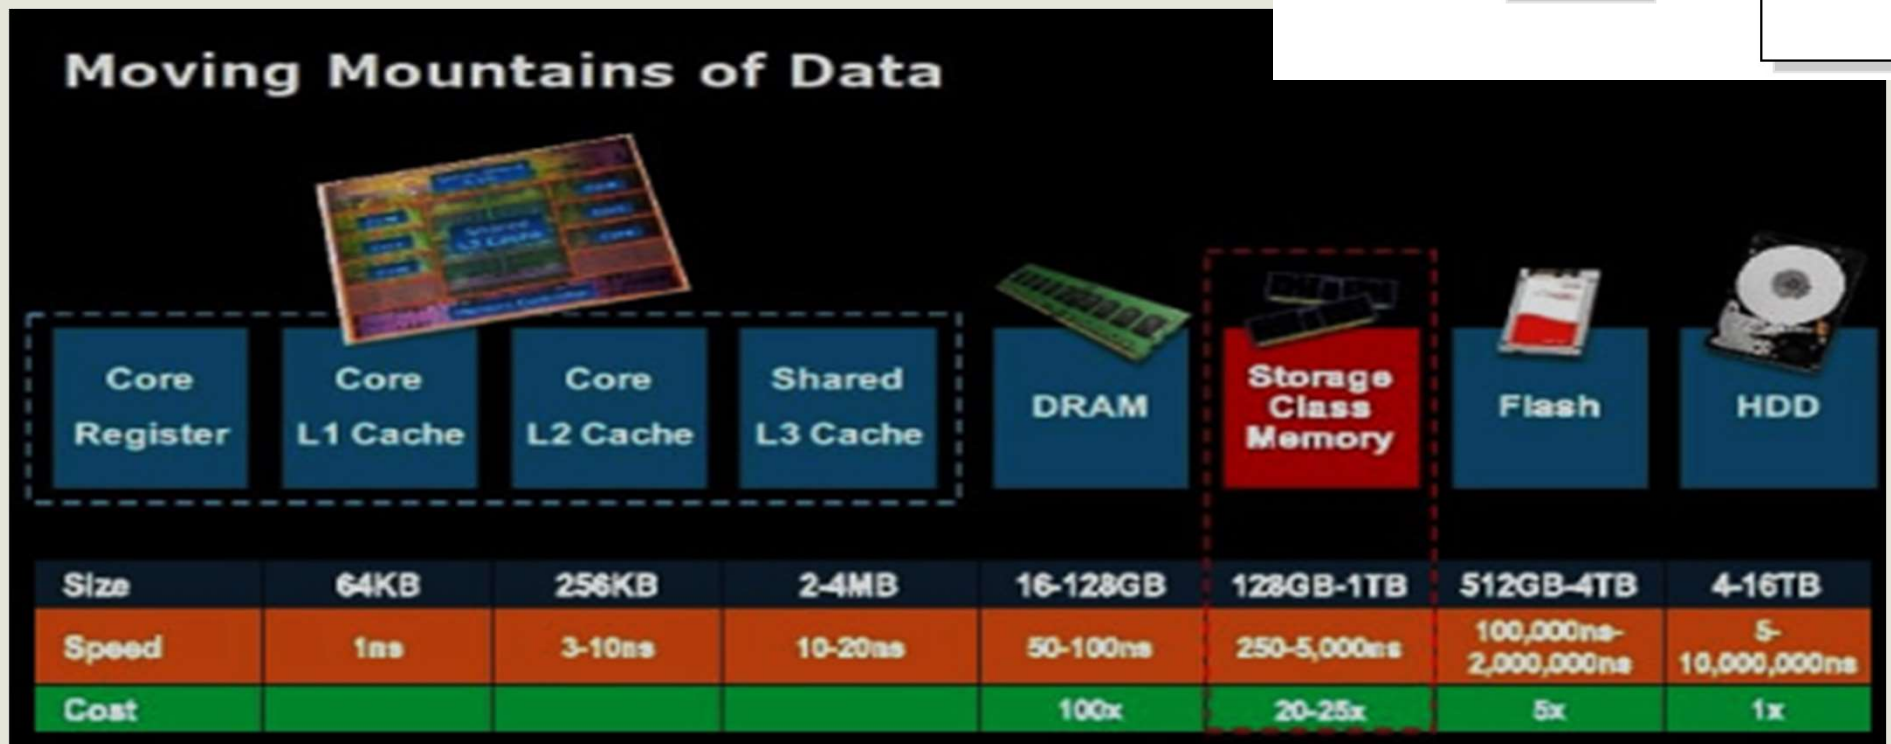 Moving Mountains of Data
Shared
L3 Cache
Core
Register
Core
L1 Cache
Core
L2 Cache
Shared
L3 Cache
DRAM
Storage
Class
Memory
Flash
HDD
Size 64KB 256KB 2-4MB 16-128GB 128GB-1TB 512GB-4TB 4-16TB
Speed 1ns 3-10ns 10-20ns 50-100ns 250-5,000ns 100,000ns-
2,000,000ns 5-
10,000,000ns
Cost 100x 20-25x 5x 1x